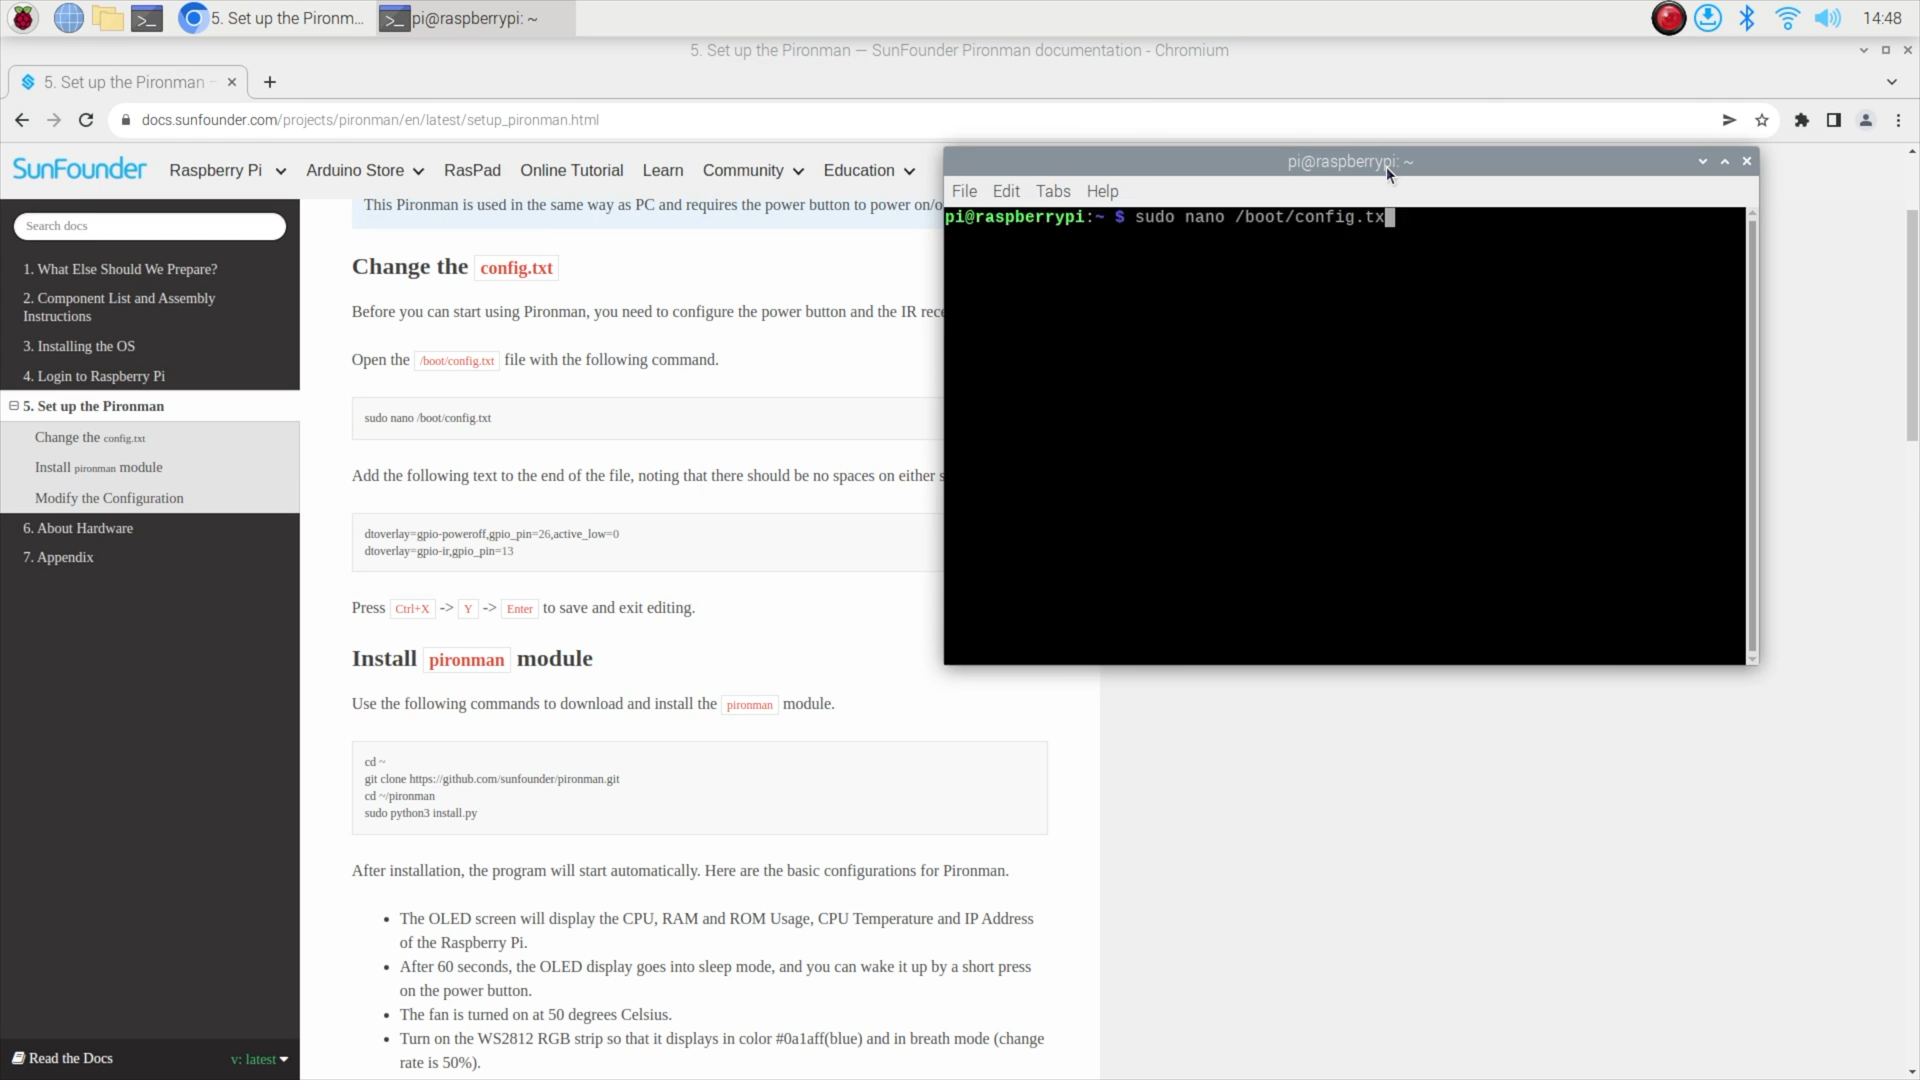 5. Set up the Pironm...
pi@raspberrypi: ~
14:48
5. Set up the Pironman — SunFounder Pironman documentation - Chromium
5. Set up the Pironman
docs.sunfounder.com/projects/pironman/en/latest/setup_pironman.html
SunFounder
Raspberry Pi
Arduino Store
RasPad
Online Tutorial
Learn
Community
Education
Search docs
1. What Else Should We Prepare?
2. Component List and Assembly
Instructions
3. Installing the OS
4. Login to Raspberry Pi
5. Set up the Pironman
Change the config.txt
Install pironman module
Modify the Configuration
6. About Hardware
7. Appendix
Read the Docs
v: latest
This Pironman is used in the same way as PC and requires the power button to power on/o
Change the config.txt
Before you can start using Pironman, you need to configure the power button and the IR rece
Open the /boot/config.txt file with the following command.
sudo nano /boot/config.txt
Add the following text to the end of the file, noting that there should be no spaces on either s
dtoverlay=gpio-poweroff,gpio_pin=26,active_low=0
dtoverlay=gpio-ir,gpio_pin=13
Press Ctrl+X -> Y -> Enter to save and exit editing.
Install pironman module
Use the following commands to download and install the pironman module.
cd ~
git clone https://github.com/sunfounder/pironman.git
cd ~/pironman
sudo python3 install.py
After installation, the program will start automatically. Here are the basic configurations for Pironman.
• The OLED screen will display the CPU, RAM and ROM Usage, CPU Temperature and IP Address
of the Raspberry Pi.
• After 60 seconds, the OLED display goes into sleep mode, and you can wake it up by a short press
on the power button.
• The fan is turned on at 50 degrees Celsius.
• Turn on the WS2812 RGB strip so that it displays in color #0a1aff(blue) and in breath mode (change
rate is 50%).
pi@raspberrypi: ~
File Edit Tabs Help
pi@raspberrypi:~ $ sudo nano /boot/config.tx